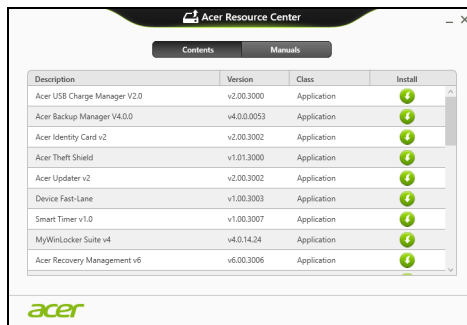 Acer Resource Center
Contents Manuals
Description Version Class Install
Acer USB Charge Manager V2.0 v2.00.3000 Application
Acer Backup Manager V4.0.0 v4.0.0.0053 Application
Acer Identity Card v2 v2.00.3002 Application
Acer Theft Shield v1.01.3000 Application
Acer Updater v2 v2.00.3002 Application
Device Fast-Lane v1.00.3003 Application
Smart Timer v1.0 v1.00.3007 Application
MyWinLocker Suite v4 v4.0.14.24 Application
Acer Recovery Management v6 v6.00.3006 Application
acer